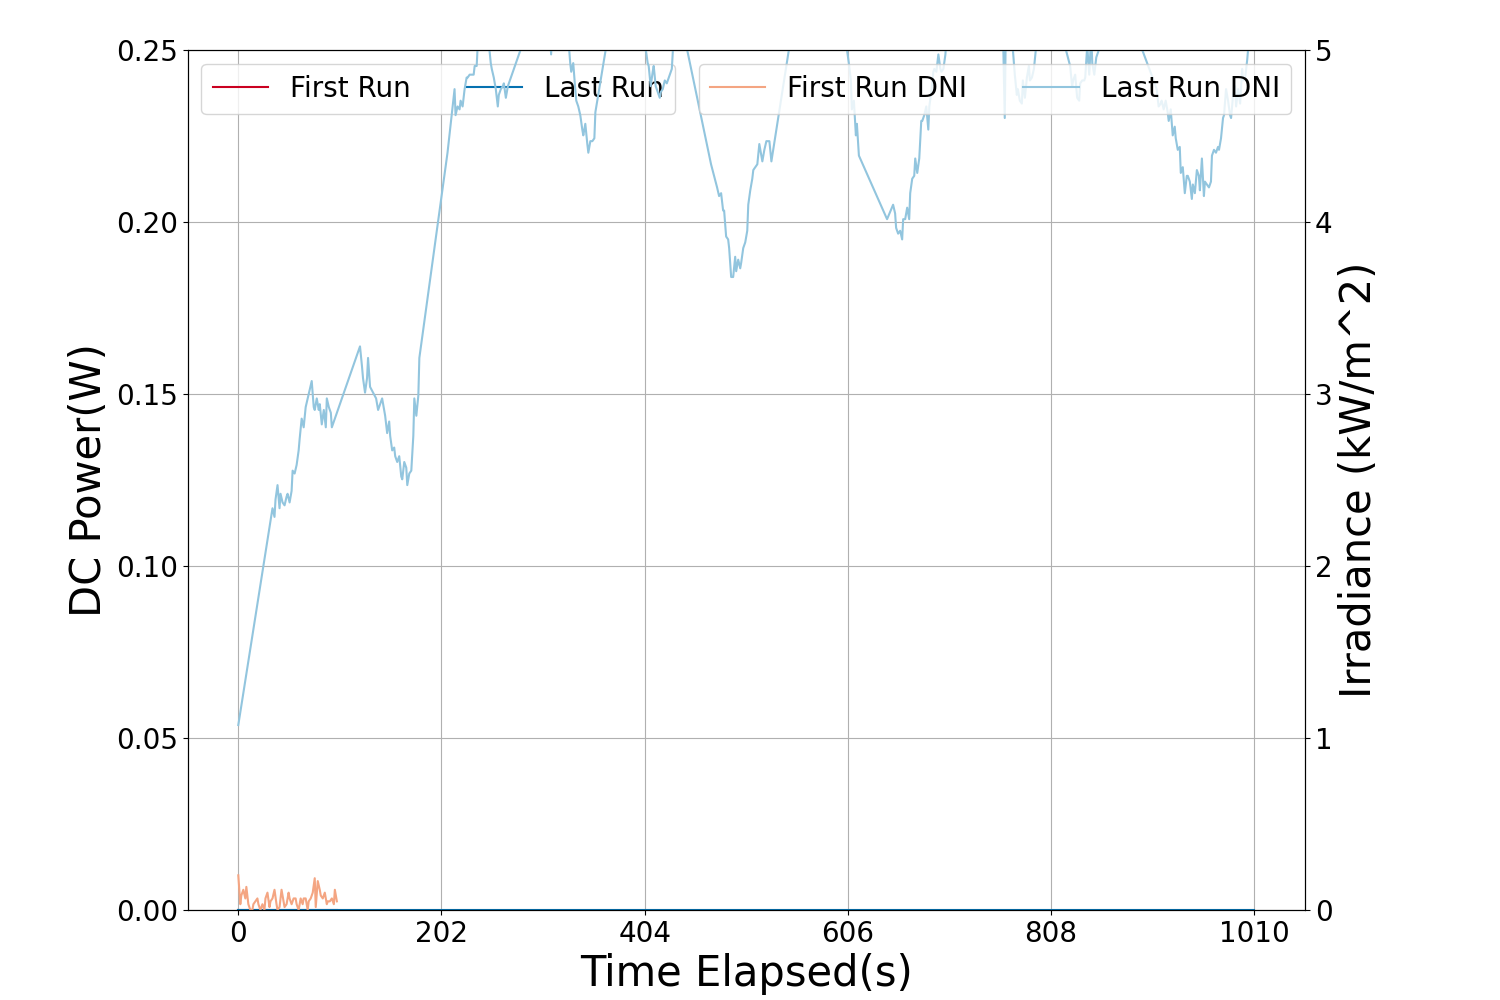 First Run
Last Run
First Run DNI
Last Run DNI
DC Power(W)
0.25
0.20
0.15
0.10
0.05
0.00
5
4
3
2
1
0
Irradiance (kW/m^2)
0 202 404 606 808 1010
Time Elapsed(s)